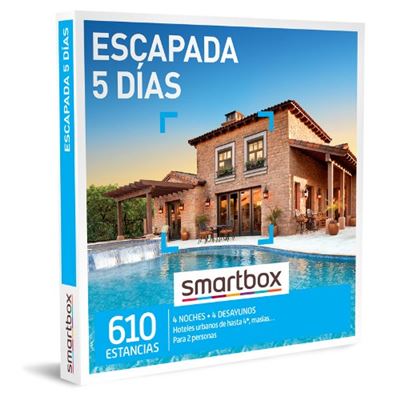 ESCAPADA
5 DÍAS
ESCAPADA 5 DÍAS
smartbox
610
ESTANCIAS
4 NOCHES • 4 DESAYUNOS
Hoteles urbanos de hasta 4*, masías...
Para 2 personas
smartbox